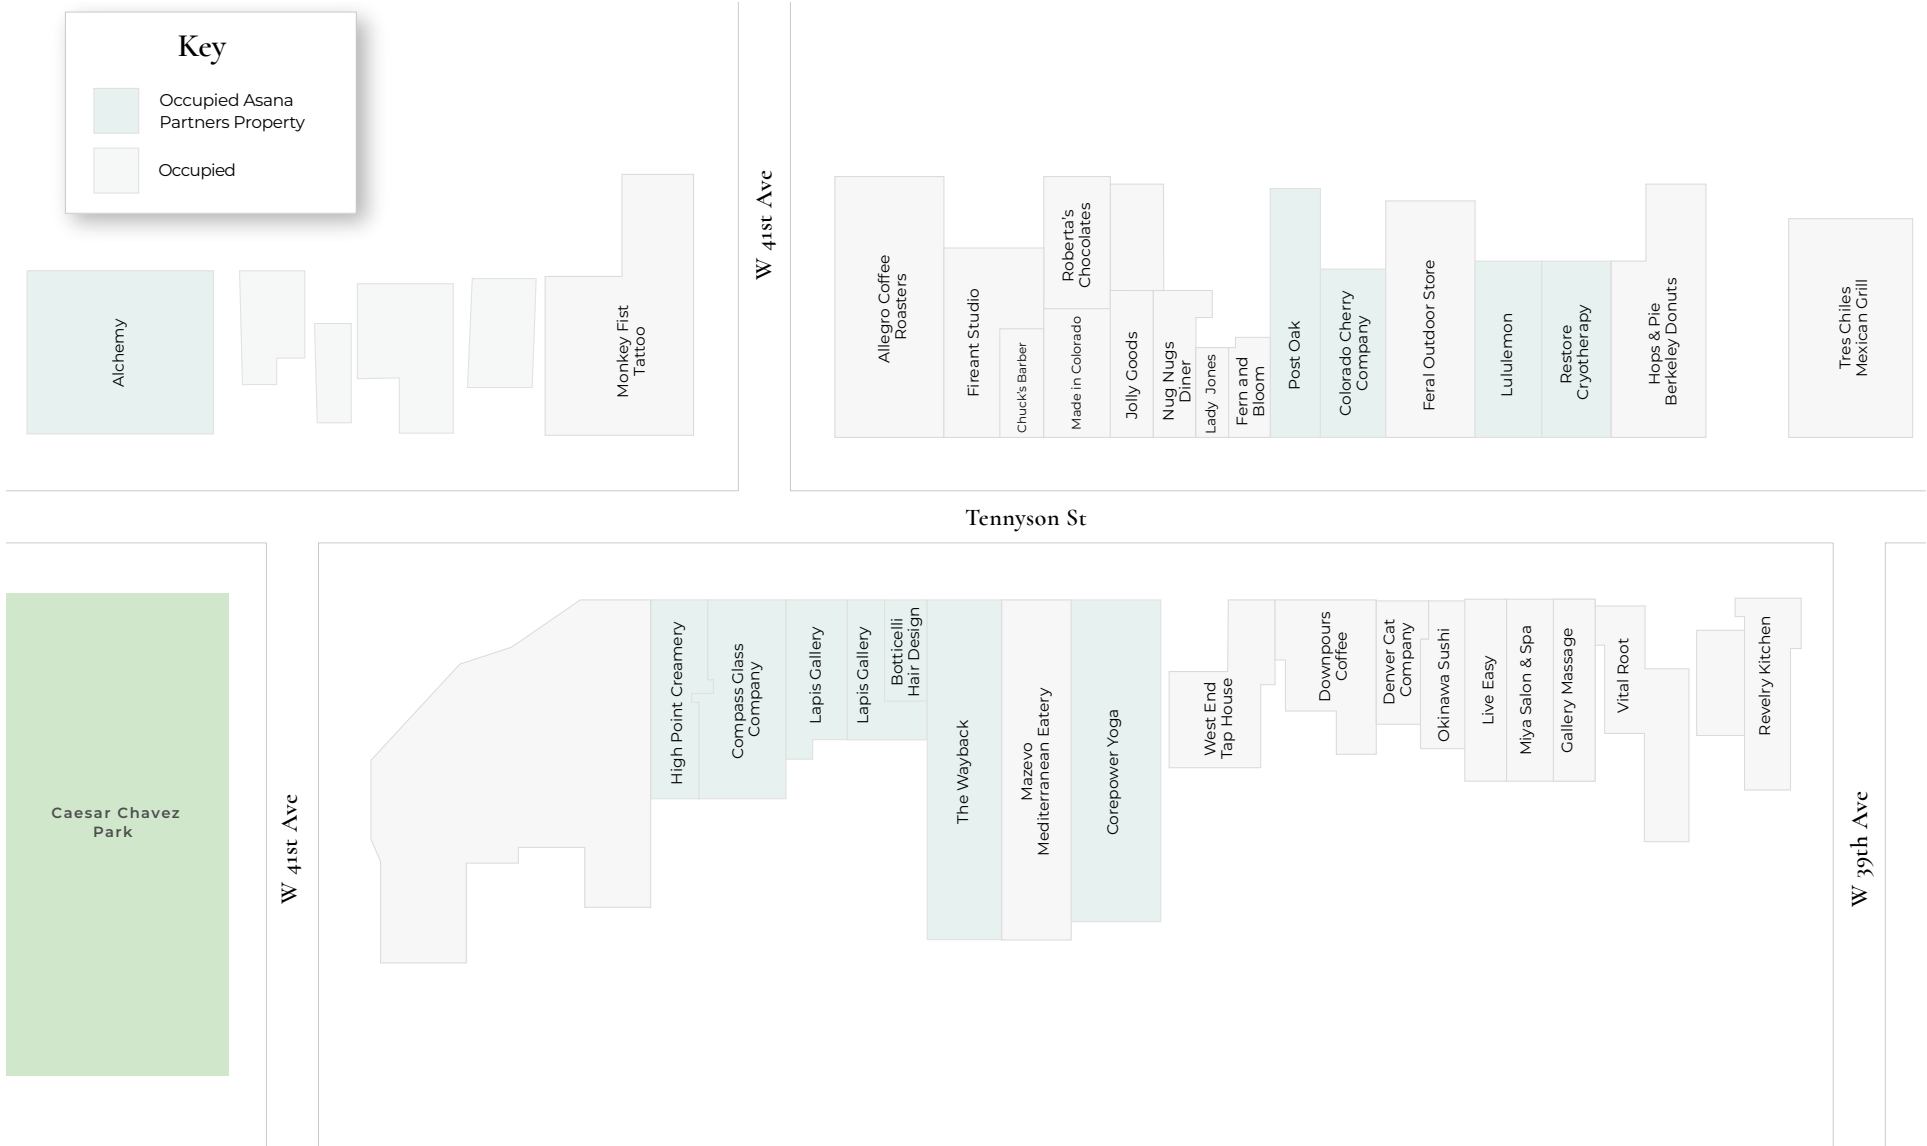 Key
Occupied Asana
Partners Property
Occupied
Alchemy
Monkey Fist
Tattoo
W 41st Ave
Allegro Coffee
Roasters
Fireant Studio
Chuck's Barber
Roberta's
Chocolates
Made in Colorado
Jolly Goods
Nug Nugs
Diner
Lady Jones
Fern and
Bloom
Post Oak
Colorado Cherry
Company
Feral Outdoor Store
Lululemon
Restore
Cryotherapy
Hops & Pie
Berkeley Donuts
Tres Chiles
Mexican Grill
Tennyson St
Caesar Chavez
Park
W 41st Ave
High Point Creamery
Compass Glass
Company
Lapis Gallery
Lapis Gallery
Botticelli
Hair Design
The Wayback
Mazevo
Mediterranean Eatery
Corepower Yoga
West End
Tap House
Downpours
Coffee
Denver Cat
Company
Okinawa Sushi
Live Easy
Miya Salon & Spa
Gallery Massage
Vital Root
Revelry Kitchen
W 39th Ave